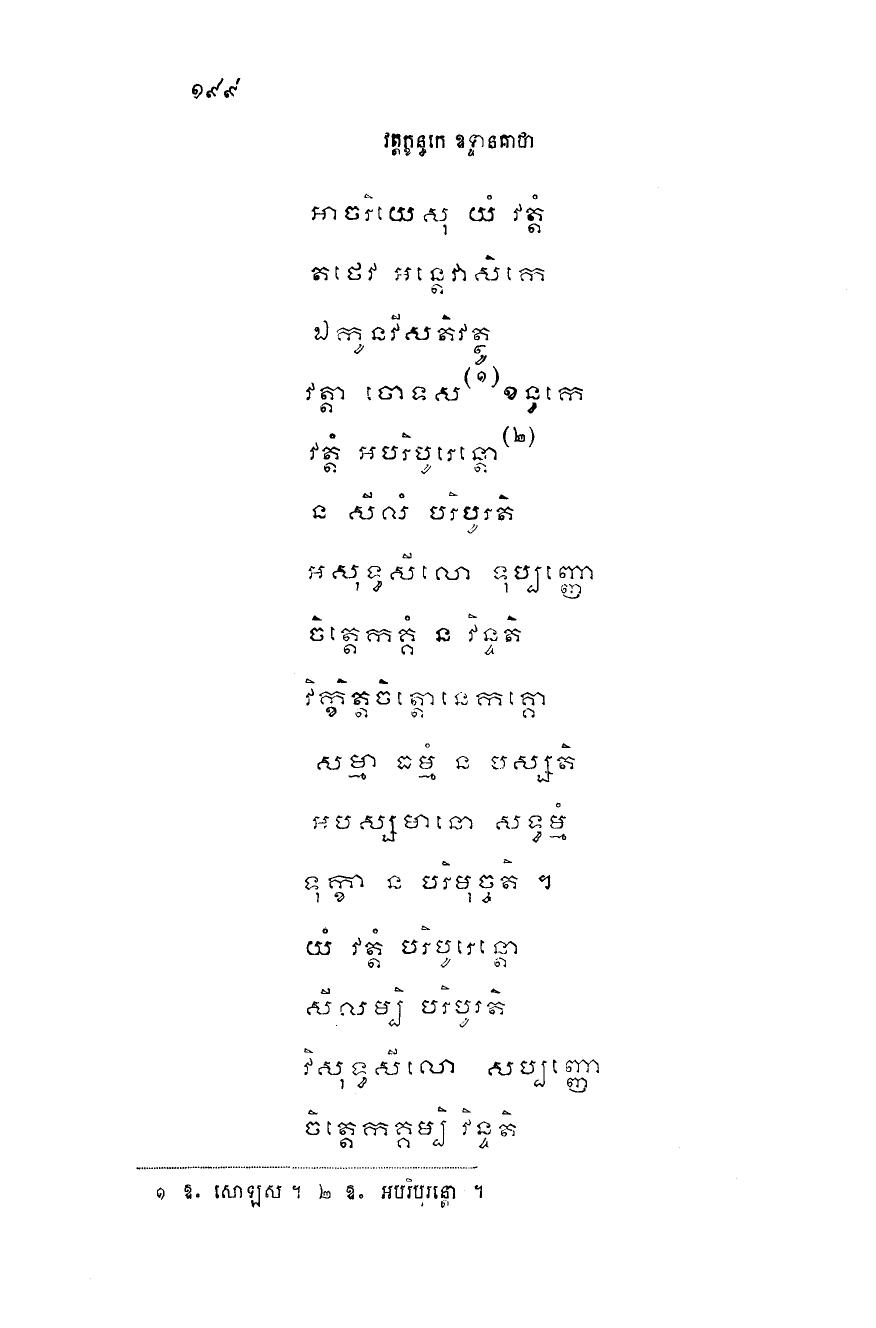 ១៩៩
វត្តក្ខន្ធកេ ឧទ្ទានគាថា
អាចរិយេសុ យំ វត្តំ
តថេវ អន្តេវាសិកេ
ឯកូនវីសតិវត្ថូ
វត្តា ចោទស(១)ខន្ធកេ
វត្តំ អបរិបូរេន្តោ(២)
ន សីលំ បរិបូរតិ
អសុទ្ធសីលោ ទុប្បញ្ញោ
ចិត្តេកគ្គំ ន វិន្ទតិ
វិក្ខិត្តចិត្តោនេកគ្គោ
សម្មា ធម្មំ ន បស្សតិ
អបស្សមានោ សទ្ធម្មំ
ទុក្ខា ន បរិមុច្ចតិ ។
យំ វត្តំ បរិបូរេន្តោ
សីលម្បិ បរិបូរតិ
វិសុទ្ធសីលោ សប្បញ្ញោ
ចិត្តេកគ្គម្បិ វិន្ទតិ
១ ឱ. សោឡស ។ ២ ឱ. អបរិបុរន្តោ ។